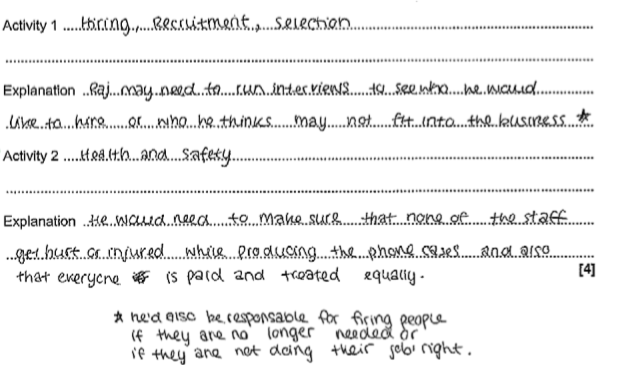 Activity 1 Hiring, Recruitment, selection
Explanation Raj may need to run interviews to see who he would
like to hire or who he thinks may not fit into the business *
Activity 2 Health and safety
Explanation He would need to make sure that none of the staff
get hurt or injured while producing the phone cases and also
that everyone is paid and treated equally. [4]
* he'd also be responsable for firing people
if they are no longer needed or
if they are not doing their job right.